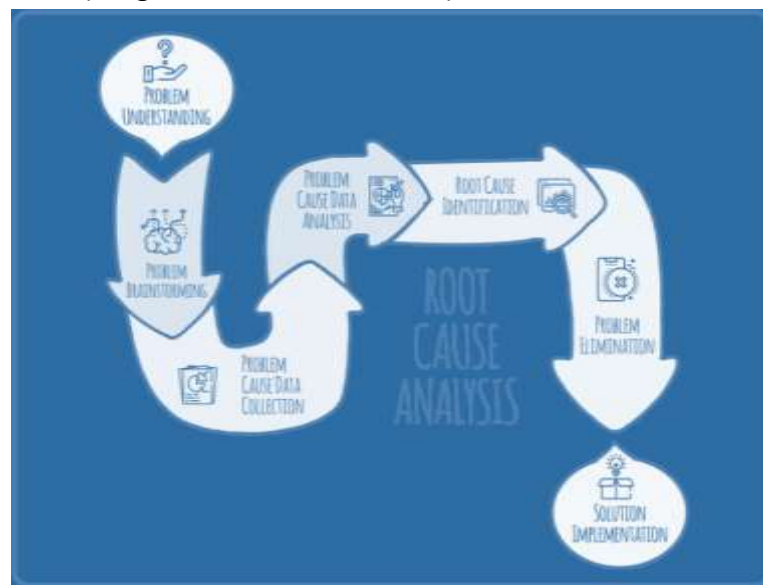 PROBLEM
UNDERSTANDING
PROBLEM
BRAINSTORMING
PROBLEM
CAUSE DATA
COLLECTION
PROBLEM
CAUSE DATA
ANALYSIS
ROOT CAUSE
IDENTIFICATION
PROBLEM
ELIMINATION
SOLUTION
IMPLEMENTATION
ROOT
CAUSE
ANALYSIS